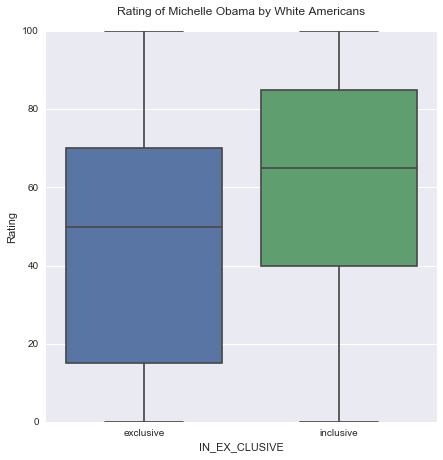 Rating of Michelle Obama by White Americans
100
80
60
40
20
0
Rating
exclusive inclusive
IN_EX_CLUSIVE